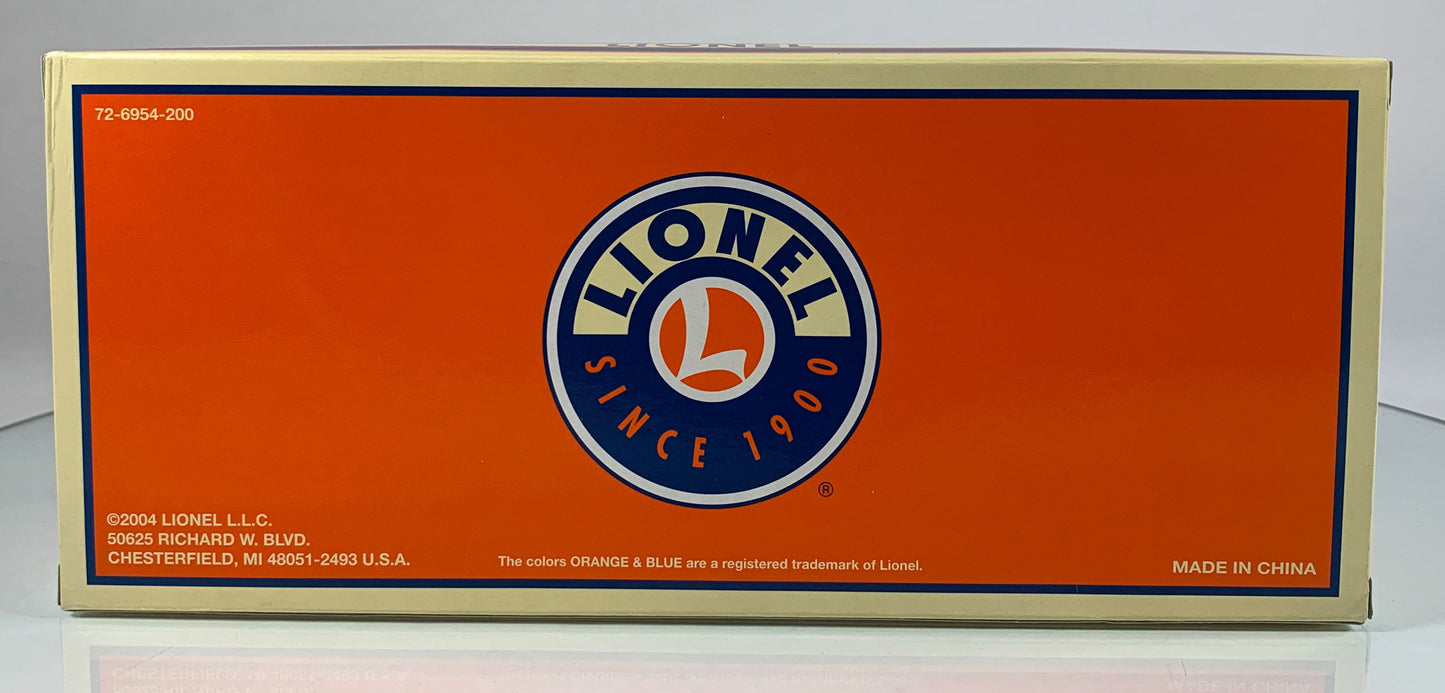 LIONEL
72-6954-200
LIONEL
L
SINCE 1900
®
©2004 LIONEL L.L.C.
50625 RICHARD W. BLVD.
CHESTERFIELD, MI 48051-2493 U.S.A.
The colors ORANGE & BLUE are a registered trademark of Lionel.
MADE IN CHINA